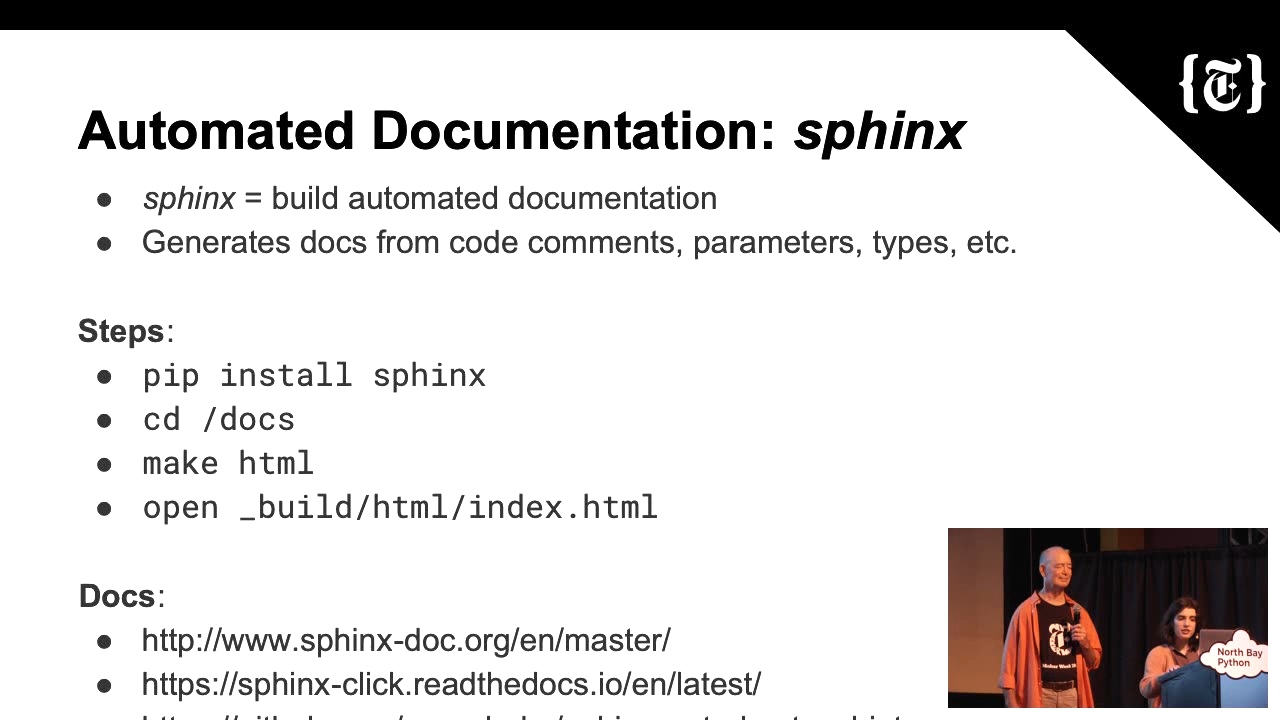 {T}
Automated Documentation: sphinx
● sphinx = build automated documentation
● Generates docs from code comments, parameters, types, etc.
Steps:
● pip install sphinx
● cd /docs
● make html
● open _build/html/index.html
Docs:
● http://www.sphinx-doc.org/en/master/
● https://sphinx-click.readthedocs.io/en/latest/
T
North Bay
Python